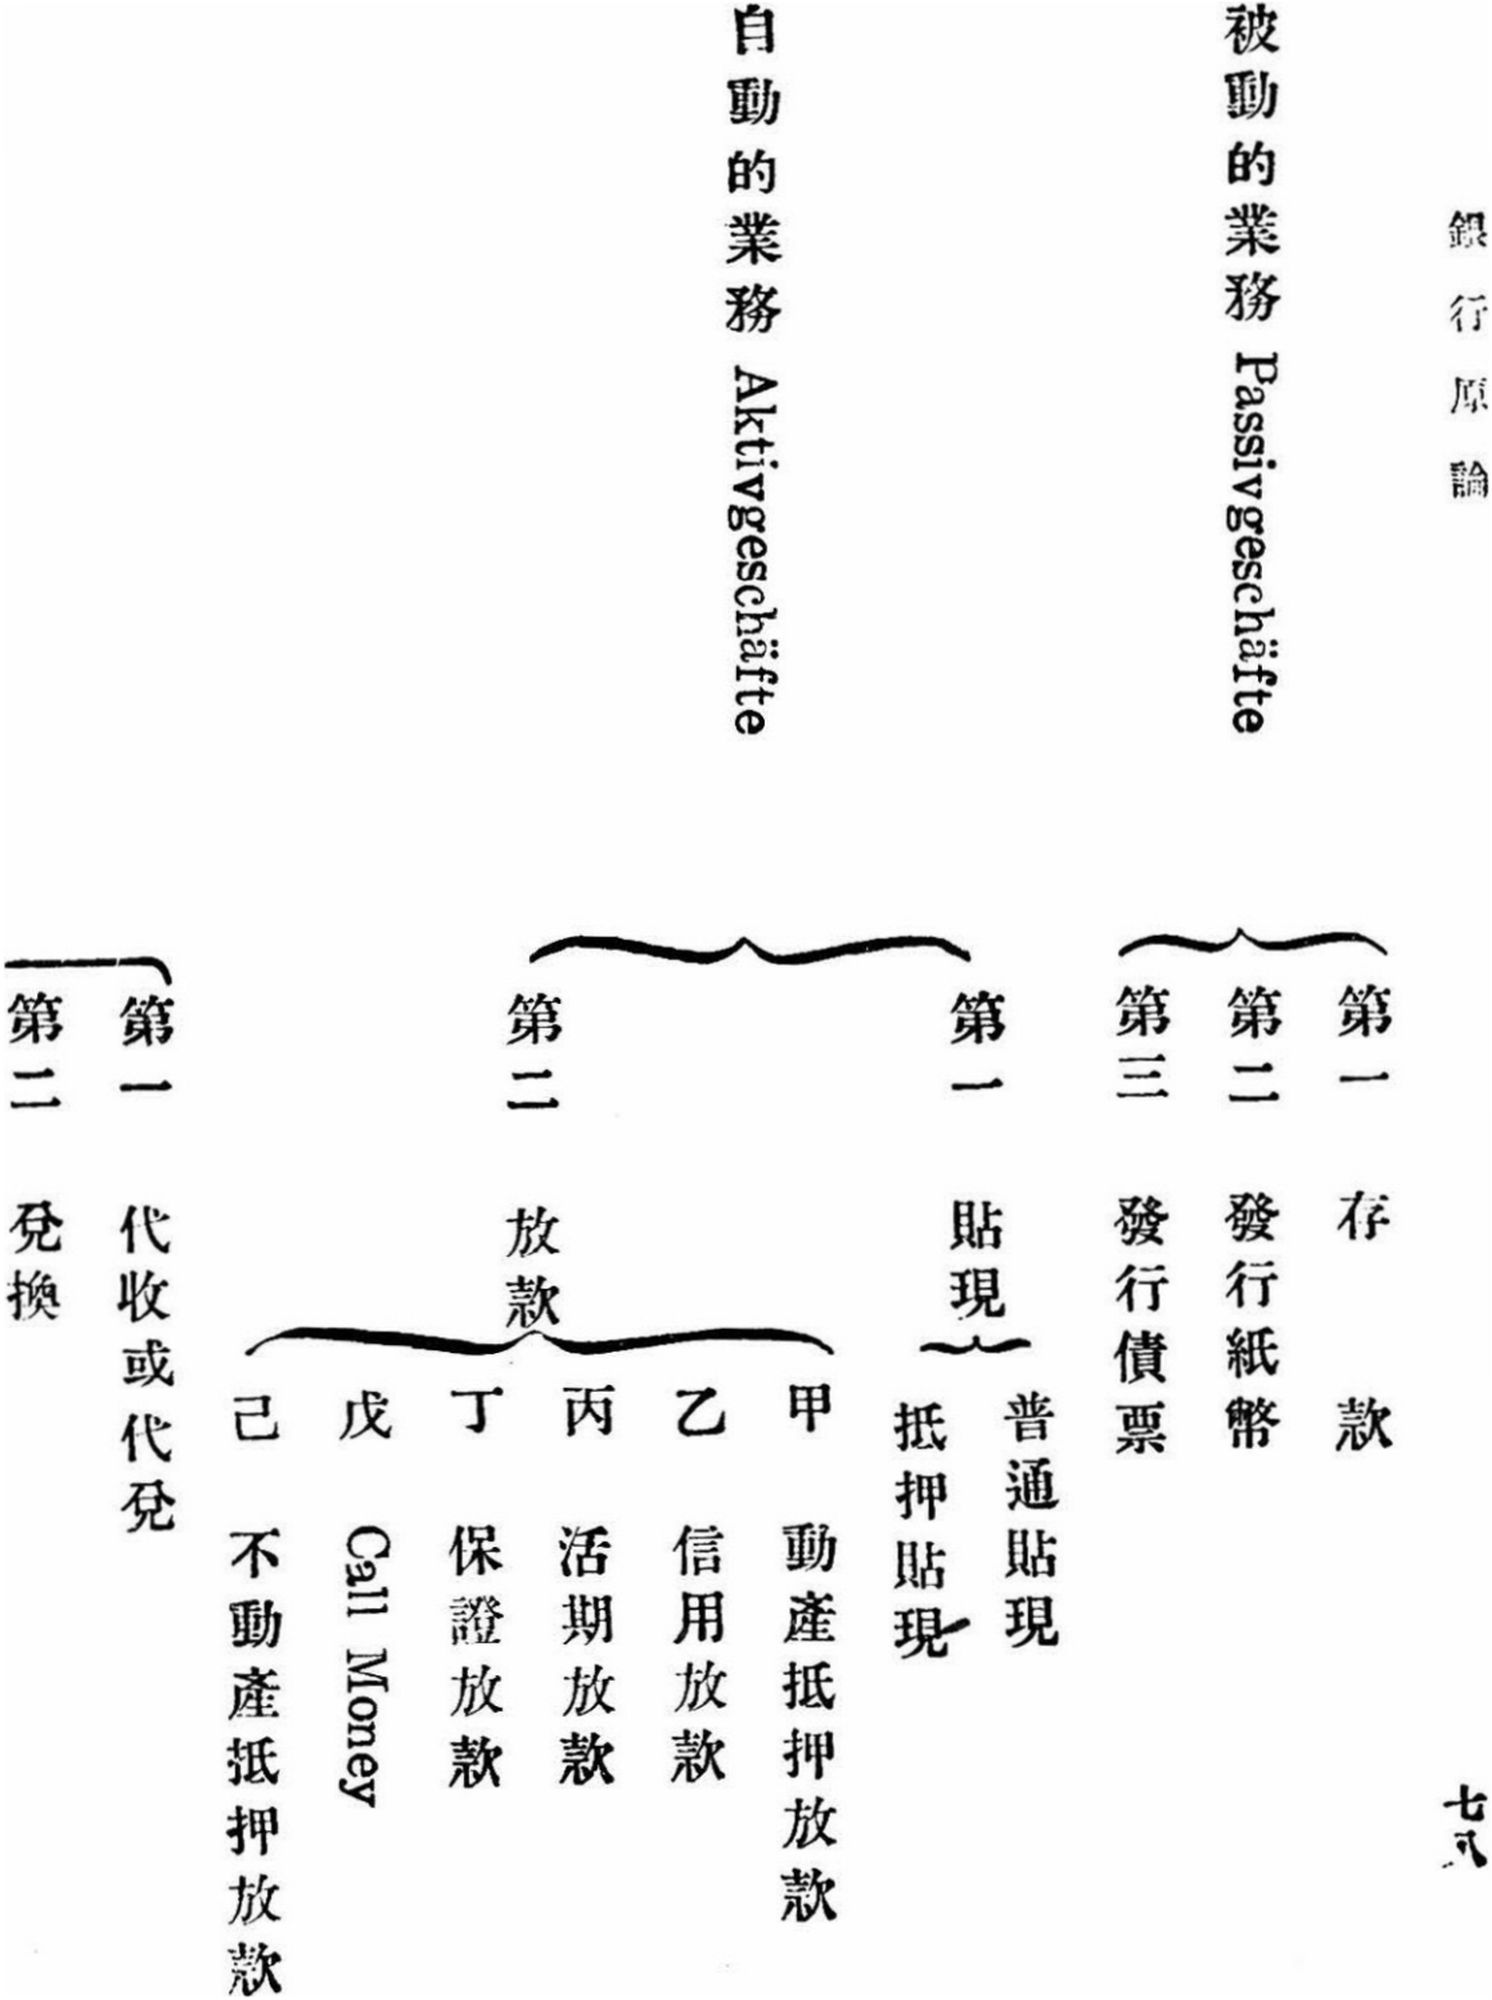 銀行原論
七八
被動的業務 Passivgeschäfte
第一 存款
第二 發行紙幣
第三 發行債票
自動的業務 Aktivgeschäfte
第一 貼現
普通貼現
抵押貼現
第二 放款
甲 動產抵押放款
乙 信用放款
丙 活期放款
丁 保證放款
戊 Call Money
己 不動產抵押放款
第一 代收或代兌
第二 兌換